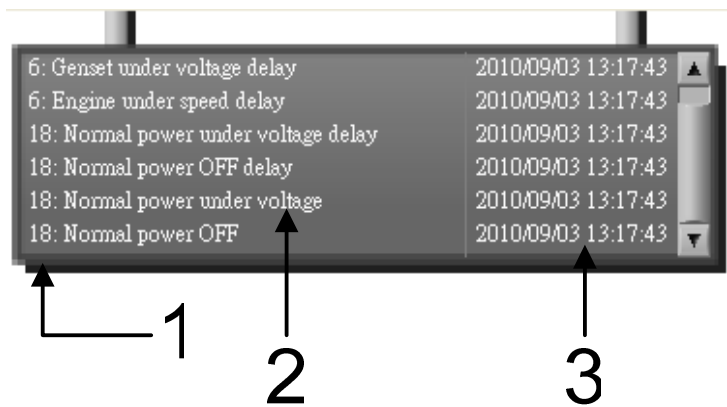 6: Genset under voltage delay 2010/09/03 13:17:43
6: Engine under speed delay 2010/09/03 13:17:43
18: Normal power under voltage delay 2010/09/03 13:17:43
18: Normal power OFF delay 2010/09/03 13:17:43
18: Normal power under voltage 2010/09/03 13:17:43
18: Normal power OFF 2010/09/03 13:17:43
1 2 3